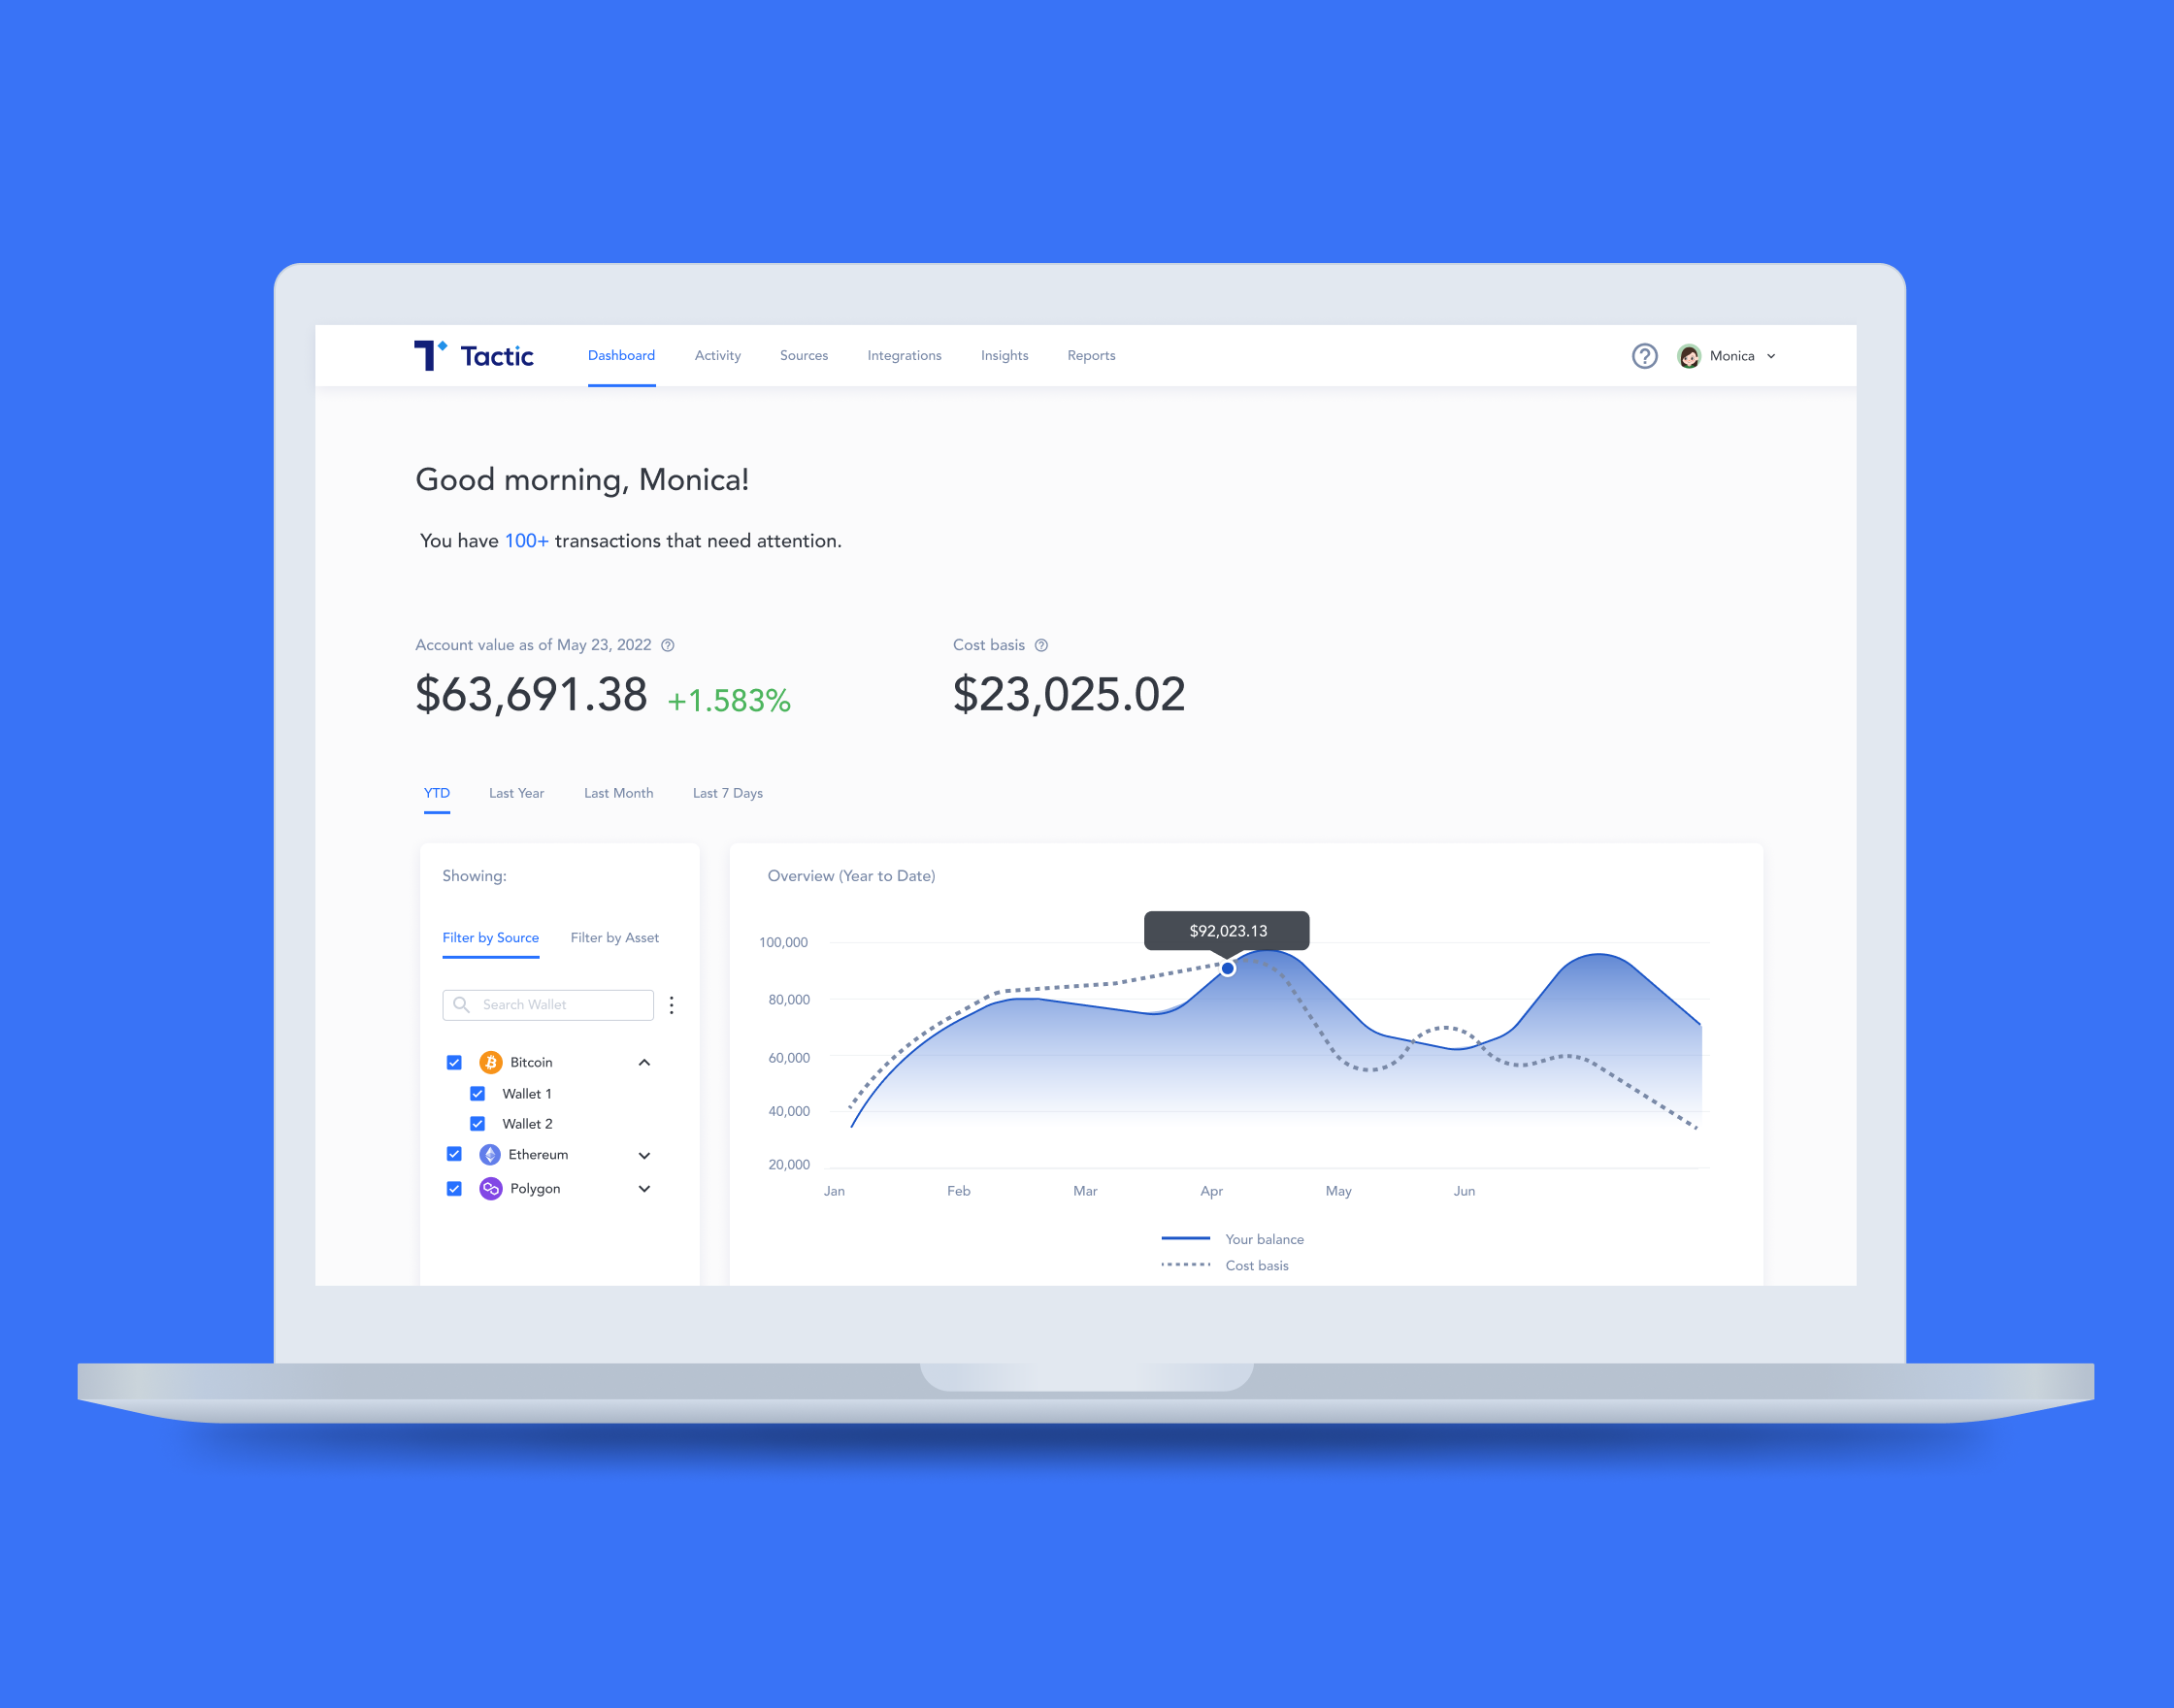 Tactic
Dashboard Activity Sources Integrations Insights Reports
Monica
Good morning, Monica!
You have 100+ transactions that need attention.
Account value as of May 23, 2022 Cost basis
$63,691.38 +1.583% $23,025.02
YTD Last Year Last Month Last 7 Days
Showing:
Filter by Source Filter by Asset
Search Wallet
Bitcoin
Wallet 1
Wallet 2
Ethereum
Polygon
Overview (Year to Date)
$92,023.13
100,000
80,000
60,000
40,000
20,000
Jan Feb Mar Apr May Jun
Your balance
Cost basis